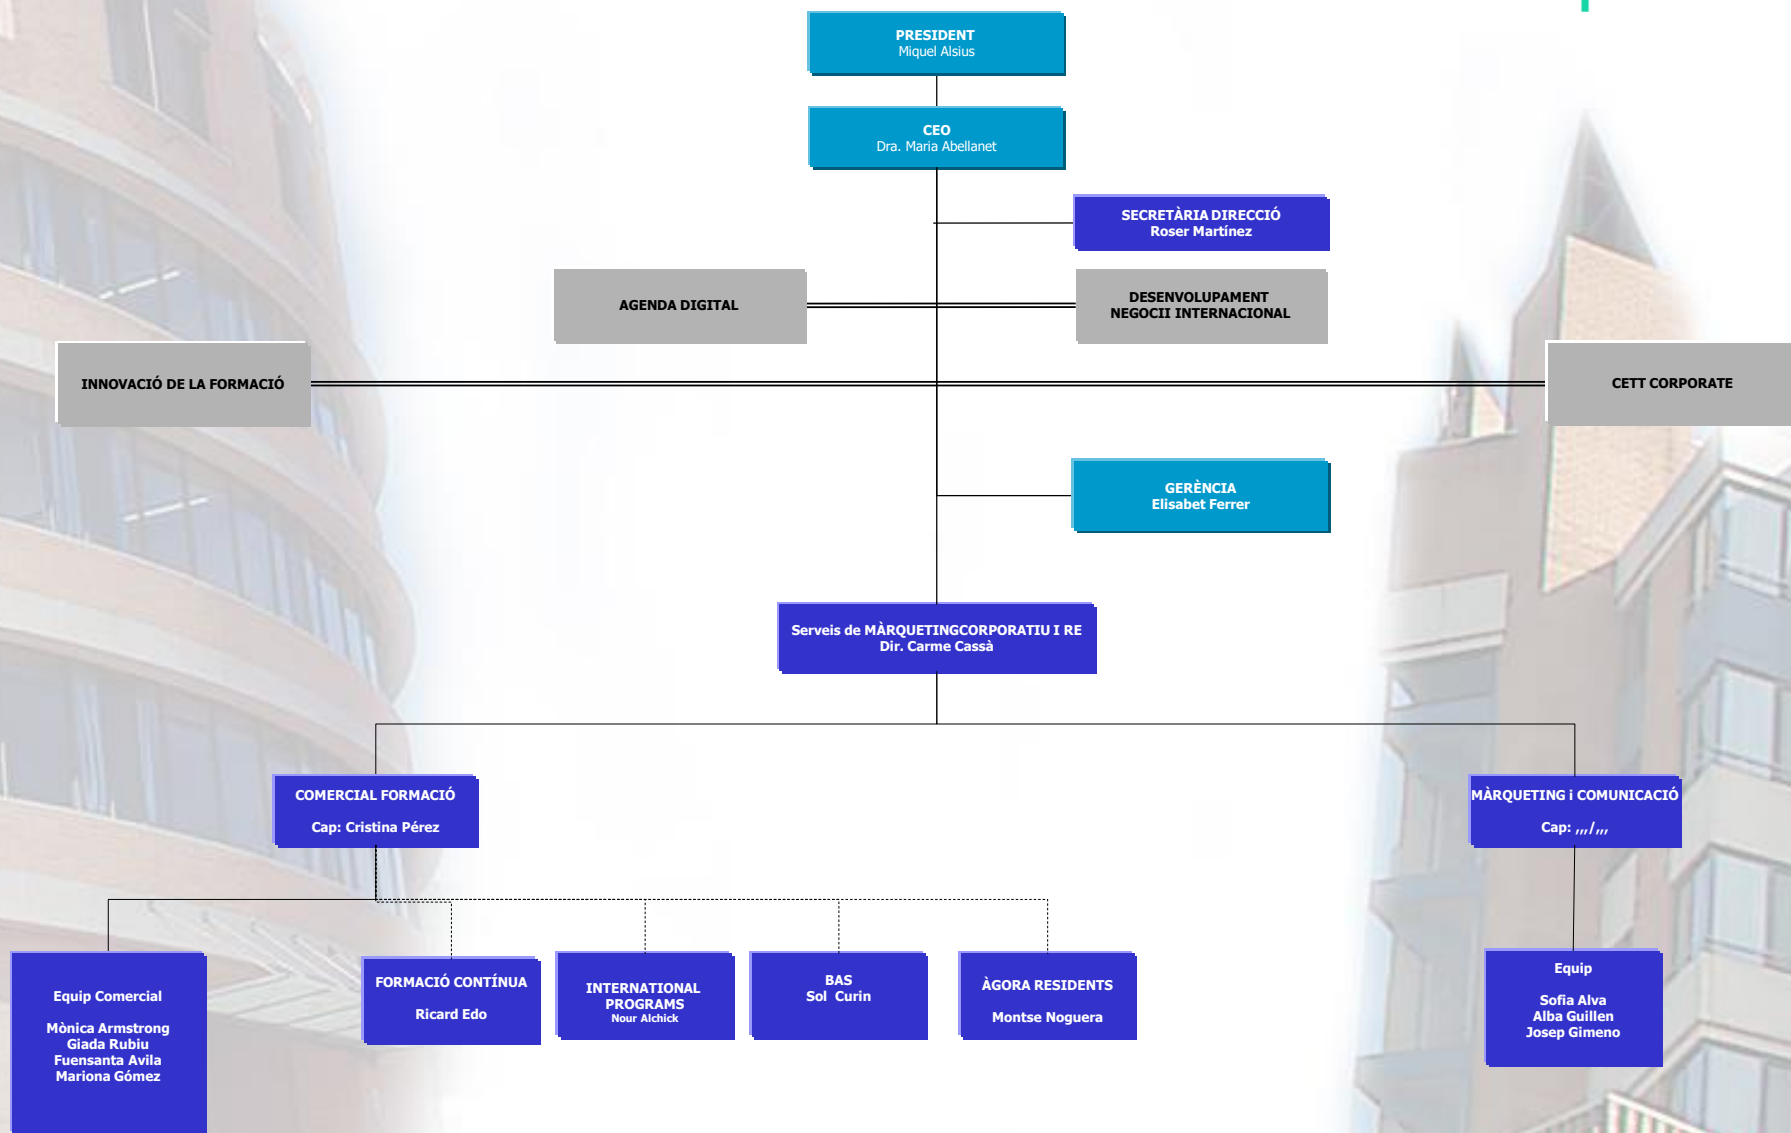 PRESIDENT
Miquel Alsius
CEO
Dra. Maria Abellanet
SECRETÀRIA DIRECCIÓ
Roser Martínez
AGENDA DIGITAL
DESENVOLUPAMENT
NEGOCII INTERNACIONAL
INNOVACIÓ DE LA FORMACIÓ
CETT CORPORATE
GERÈNCIA
Elisabet Ferrer
Serveis de MÀRQUETINGCORPORATIU I RE
Dir. Carme Cassà
COMERCIAL FORMACIÓ
Cap: Cristina Pérez
MÀRQUETING i COMUNICACIÓ
Cap: ,,,/,,,
Equip Comercial
Mònica Armstrong
Giada Rubiu
Fuensanta Avila
Mariona Gómez
FORMACIÓ CONTÍNUA
Ricard Edo
INTERNATIONAL
PROGRAMS
Nour Alchick
BAS
Sol Curin
ÀGORA RESIDENTS
Montse Noguera
Equip
Sofia Alva
Alba Guillen
Josep Gimeno